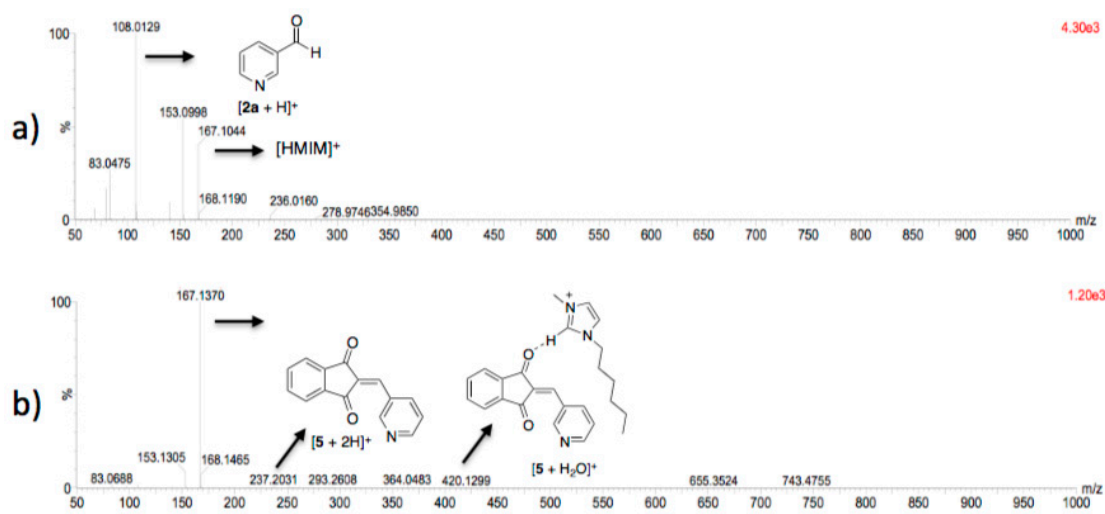 108.0129
4.30e3
100
O
H
N
[2a + H]⁺
a)
%
153.0998
167.1044
[HMIM]⁺
83.0475
168.1190
236.0160
278.9746
354.9850
0
m/z
50 100 150 200 250 300 350 400 450 500 550 600 650 700 750 800 850 900 950 1000
167.1370
1.20e3
100
+
N
H
N
O
O
O
O
N
N
b)
%
[5 + 2H]⁺
[5 + H₂O]⁺
153.1305
168.1465
83.0688
237.2031
293.2608
364.0483
420.1299
655.3524
743.4755
0
m/z
50 100 150 200 250 300 350 400 450 500 550 600 650 700 750 800 850 900 950 1000